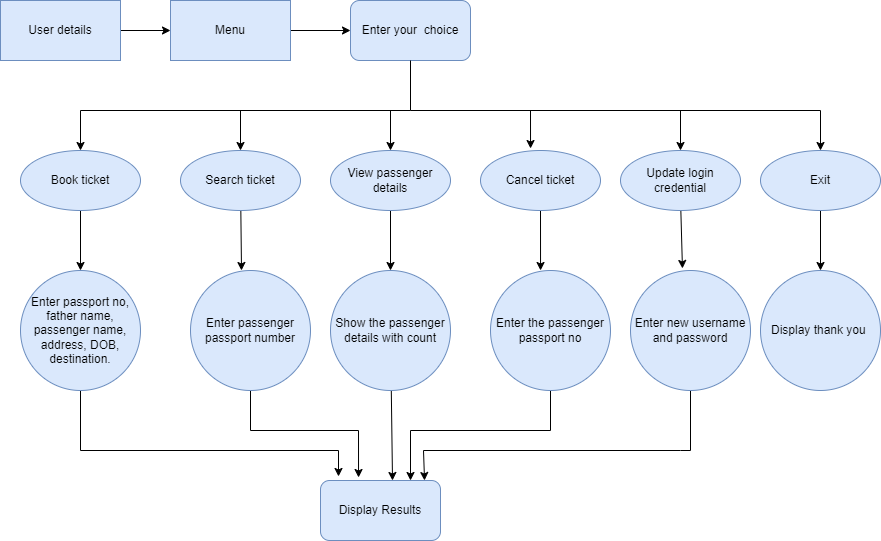 User details
Menu
Enter your choice
Book ticket
Search ticket
View passenger
details
Cancel ticket
Update login
credential
Exit
Enter passport no,
father name,
passenger name,
address, DOB,
destination.
Enter passenger
passport number
Show the passenger
details with count
Enter the passenger
passport no
Enter new username
and password
Display thank you
Display Results